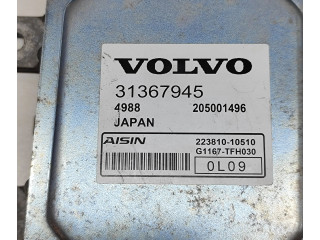 VOLVO
31367945
4988 205001496
JAPAN
AISIN 223810-10510
G1167-TFH030
0L09